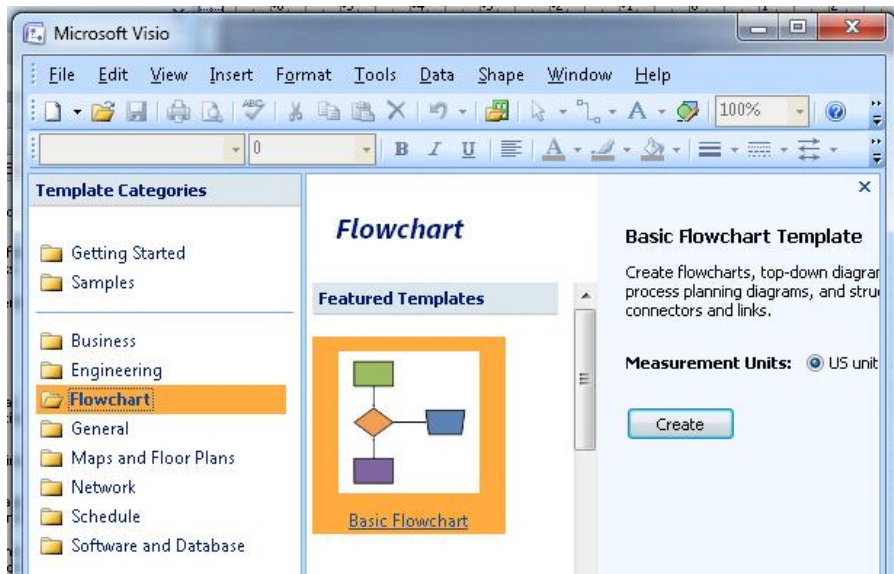 Microsoft Visio
File Edit View Insert Format Tools Data Shape Window Help
ABC A 100%
0 B I U A
Template Categories
Getting Started
Samples
Business
Engineering
Flowchart
General
Maps and Floor Plans
Network
Schedule
Software and Database
Flowchart
Featured Templates
Basic Flowchart
Basic Flowchart Template
Create flowcharts, top-down diagrar
process planning diagrams, and stru
connectors and links.
Measurement Units: US unit
Create